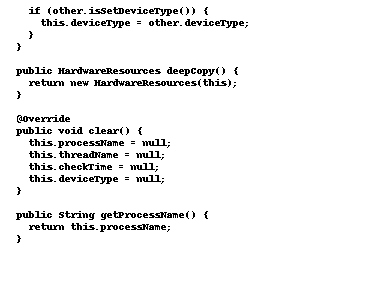 if (other.isSetDeviceType()) {
this.deviceType = other.deviceType;
}
}
public HardwareResources deepCopy() {
return new HardwareResources(this);
}
@Override
public void clear() {
this.processName = null;
this.threadName = null;
this.checkTime = null;
this.deviceType = null;
}
public String getProcessName() {
return this.processName;
}